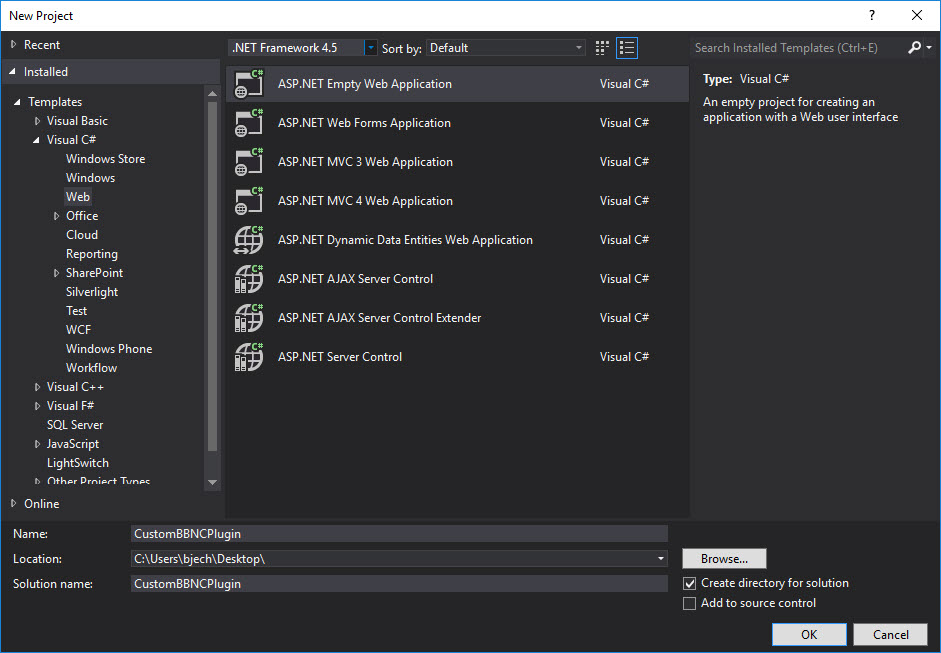 New Project
?
Recent
.NET Framework 4.5
Sort by:
Default
Search Installed Templates (Ctrl+E)
Installed
Templates
Visual Basic
Visual C#
Windows Store
Windows
Web
Office
Cloud
Reporting
SharePoint
Silverlight
Test
WCF
Windows Phone
Workflow
Visual C++
Visual F#
SQL Server
JavaScript
LightSwitch
Other Project Types
Online
C# ASP.NET Empty Web Application Visual C#
C# ASP.NET Web Forms Application Visual C#
C# ASP.NET MVC 3 Web Application Visual C#
C# ASP.NET MVC 4 Web Application Visual C#
C# ASP.NET Dynamic Data Entities Web Application Visual C#
C# ASP.NET AJAX Server Control Visual C#
C# ASP.NET AJAX Server Control Extender Visual C#
C# ASP.NET Server Control Visual C#
Type: Visual C#
An empty project for creating an
application with a Web user interface
Name: CustomBBNCPlugin
Location: C:\Users\bjech\Desktop\
Browse...
Solution name: CustomBBNCPlugin
Create directory for solution
Add to source control
OK
Cancel